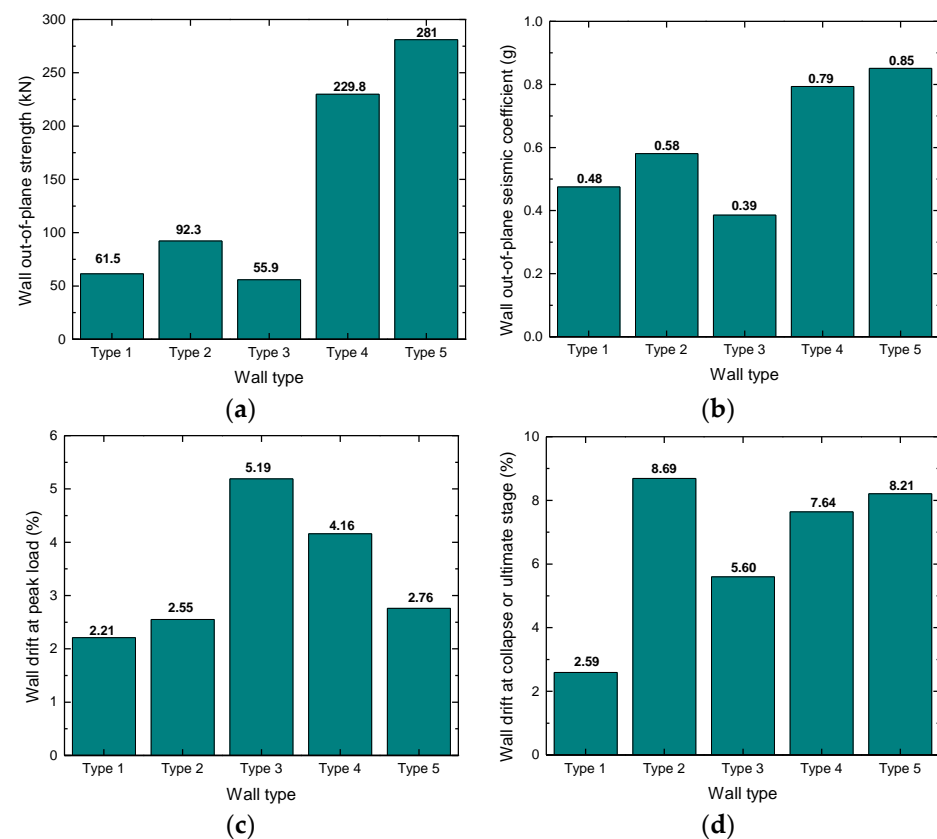 300
250
200
150
100
50
0
Wall out-of-plane strength (kN)
61.5
92.3
55.9
229.8
281
Type 1 Type 2 Type 3 Type 4 Type 5
Wall type
(a)
1.0
0.8
0.6
0.4
0.2
0.0
Wall out-of-plane seismic coefficient (g)
0.48
0.58
0.39
0.79
0.85
Type 1 Type 2 Type 3 Type 4 Type 5
Wall type
(b)
6
5
4
3
2
1
0
Wall drift at peak load (%)
2.21
2.55
5.19
4.16
2.76
Type 1 Type 2 Type 3 Type 4 Type 5
Wall type
(c)
10
8
6
4
2
0
Wall drift at collapse or ultimate stage (%)
2.59
8.69
5.60
7.64
8.21
Type 1 Type 2 Type 3 Type 4 Type 5
Wall type
(d)